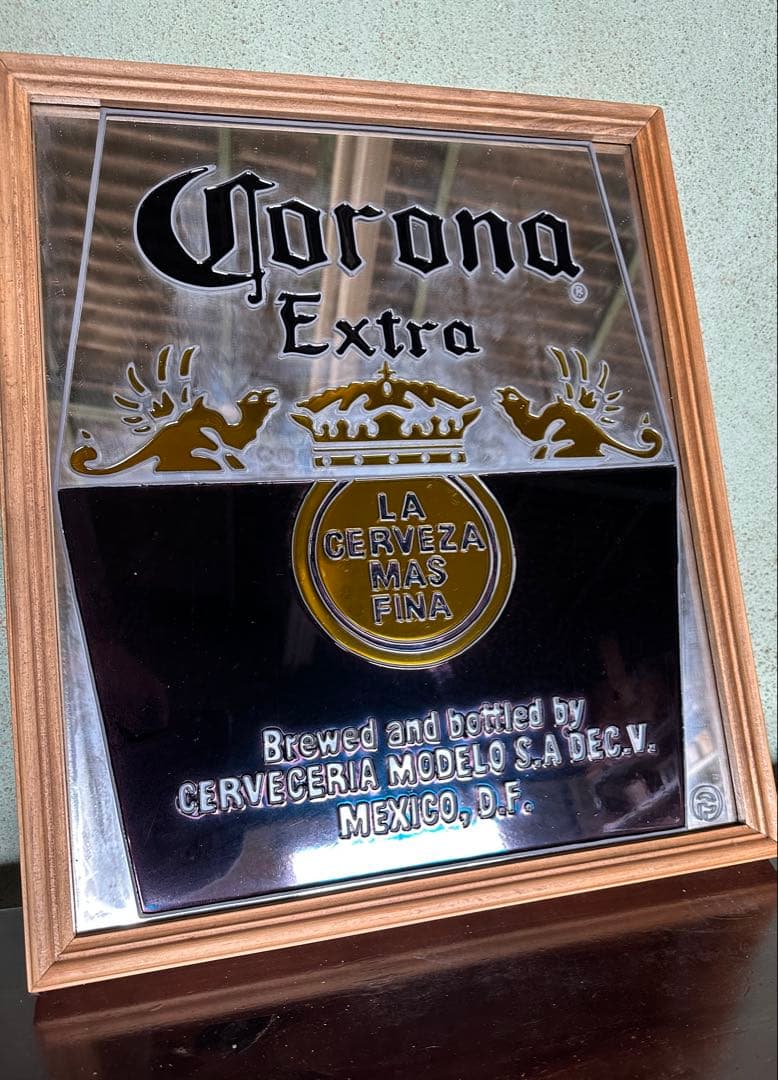 Corona
®
Extra
LA
CERVEZA
MAS
FINA
Brewed and bottled by
CERVECERIA MODELO S.A DEC.V.
MEXICO, D.F.